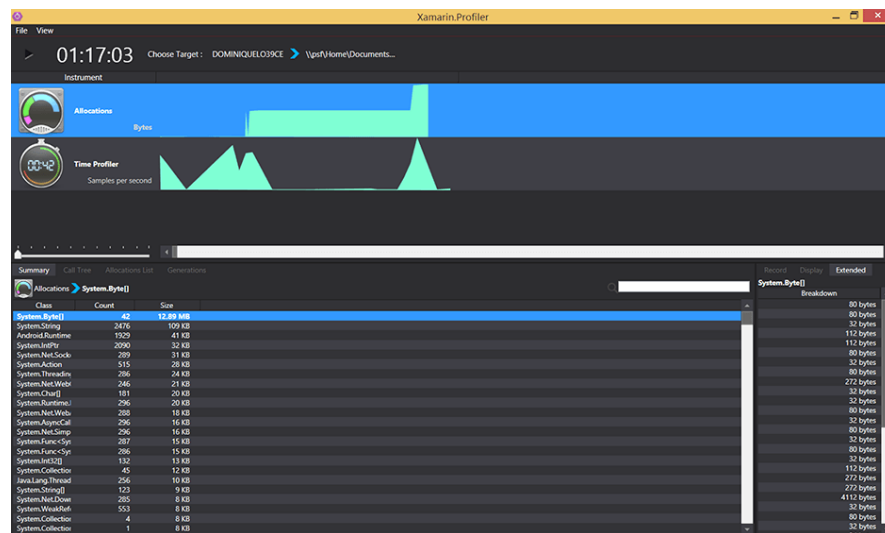 Xamarin.Profiler
File View
01:17:03 Choose Target : DOMINIQUELO39CE \\psf\Home\Documents...
Instrument
Allocations
Bytes
00:42
Time Profiler
Samples per second
Summary Call Tree Allocations List Generations
Record Display Extended
Allocations System.Byte[]
System.Byte[]
Breakdown
Class Count Size
System.Byte[] 42 12.89 MB
System.String 2476 109 KB
Android.Runtime 1929 41 KB
System.IntPtr 2090 32 KB
System.Net.Sock 289 31 KB
System.Action 515 28 KB
System.Threading 286 24 KB
System.Net.Web 246 21 KB
System.Char[] 181 20 KB
System.Runtime. 296 20 KB
System.Net.Web 288 18 KB
System.AsyncCal 296 16 KB
System.Net.Simp 296 16 KB
System.Func<Sys 287 15 KB
System.Func<Sys 286 15 KB
System.Int32[] 132 13 KB
System.Collection 45 12 KB
Java.Lang.Thread 256 10 KB
System.String[] 123 9 KB
System.Net.Down 285 8 KB
System.WeakRef 553 8 KB
System.Collection 4 8 KB
System.Collection 1 8 KB
80 bytes
80 bytes
32 bytes
112 bytes
112 bytes
80 bytes
32 bytes
80 bytes
272 bytes
32 bytes
32 bytes
80 bytes
32 bytes
80 bytes
32 bytes
80 bytes
32 bytes
112 bytes
272 bytes
272 bytes
4112 bytes
32 bytes
80 bytes
32 bytes